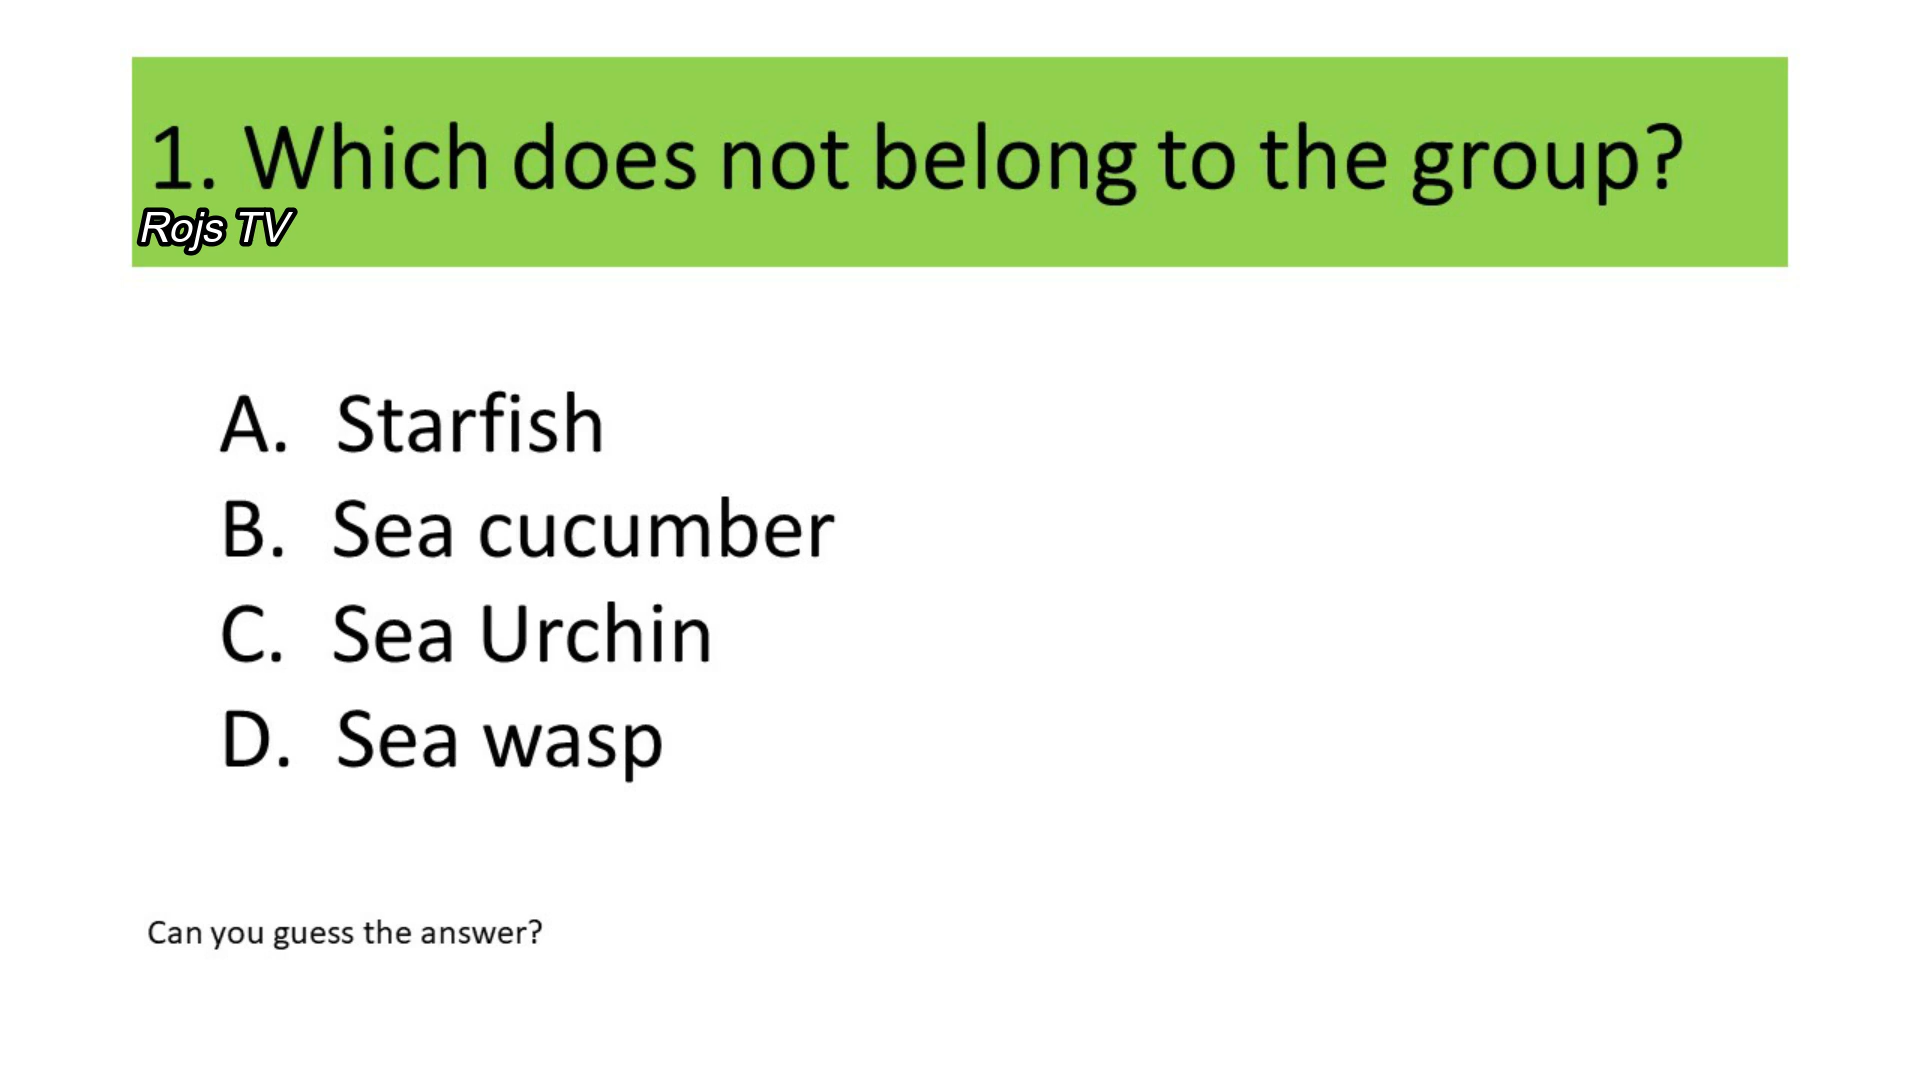 1. Which does not belong to the group?
Rojs TV
A. Starfish
B. Sea cucumber
C. Sea Urchin
D. Sea wasp
Can you guess the answer?